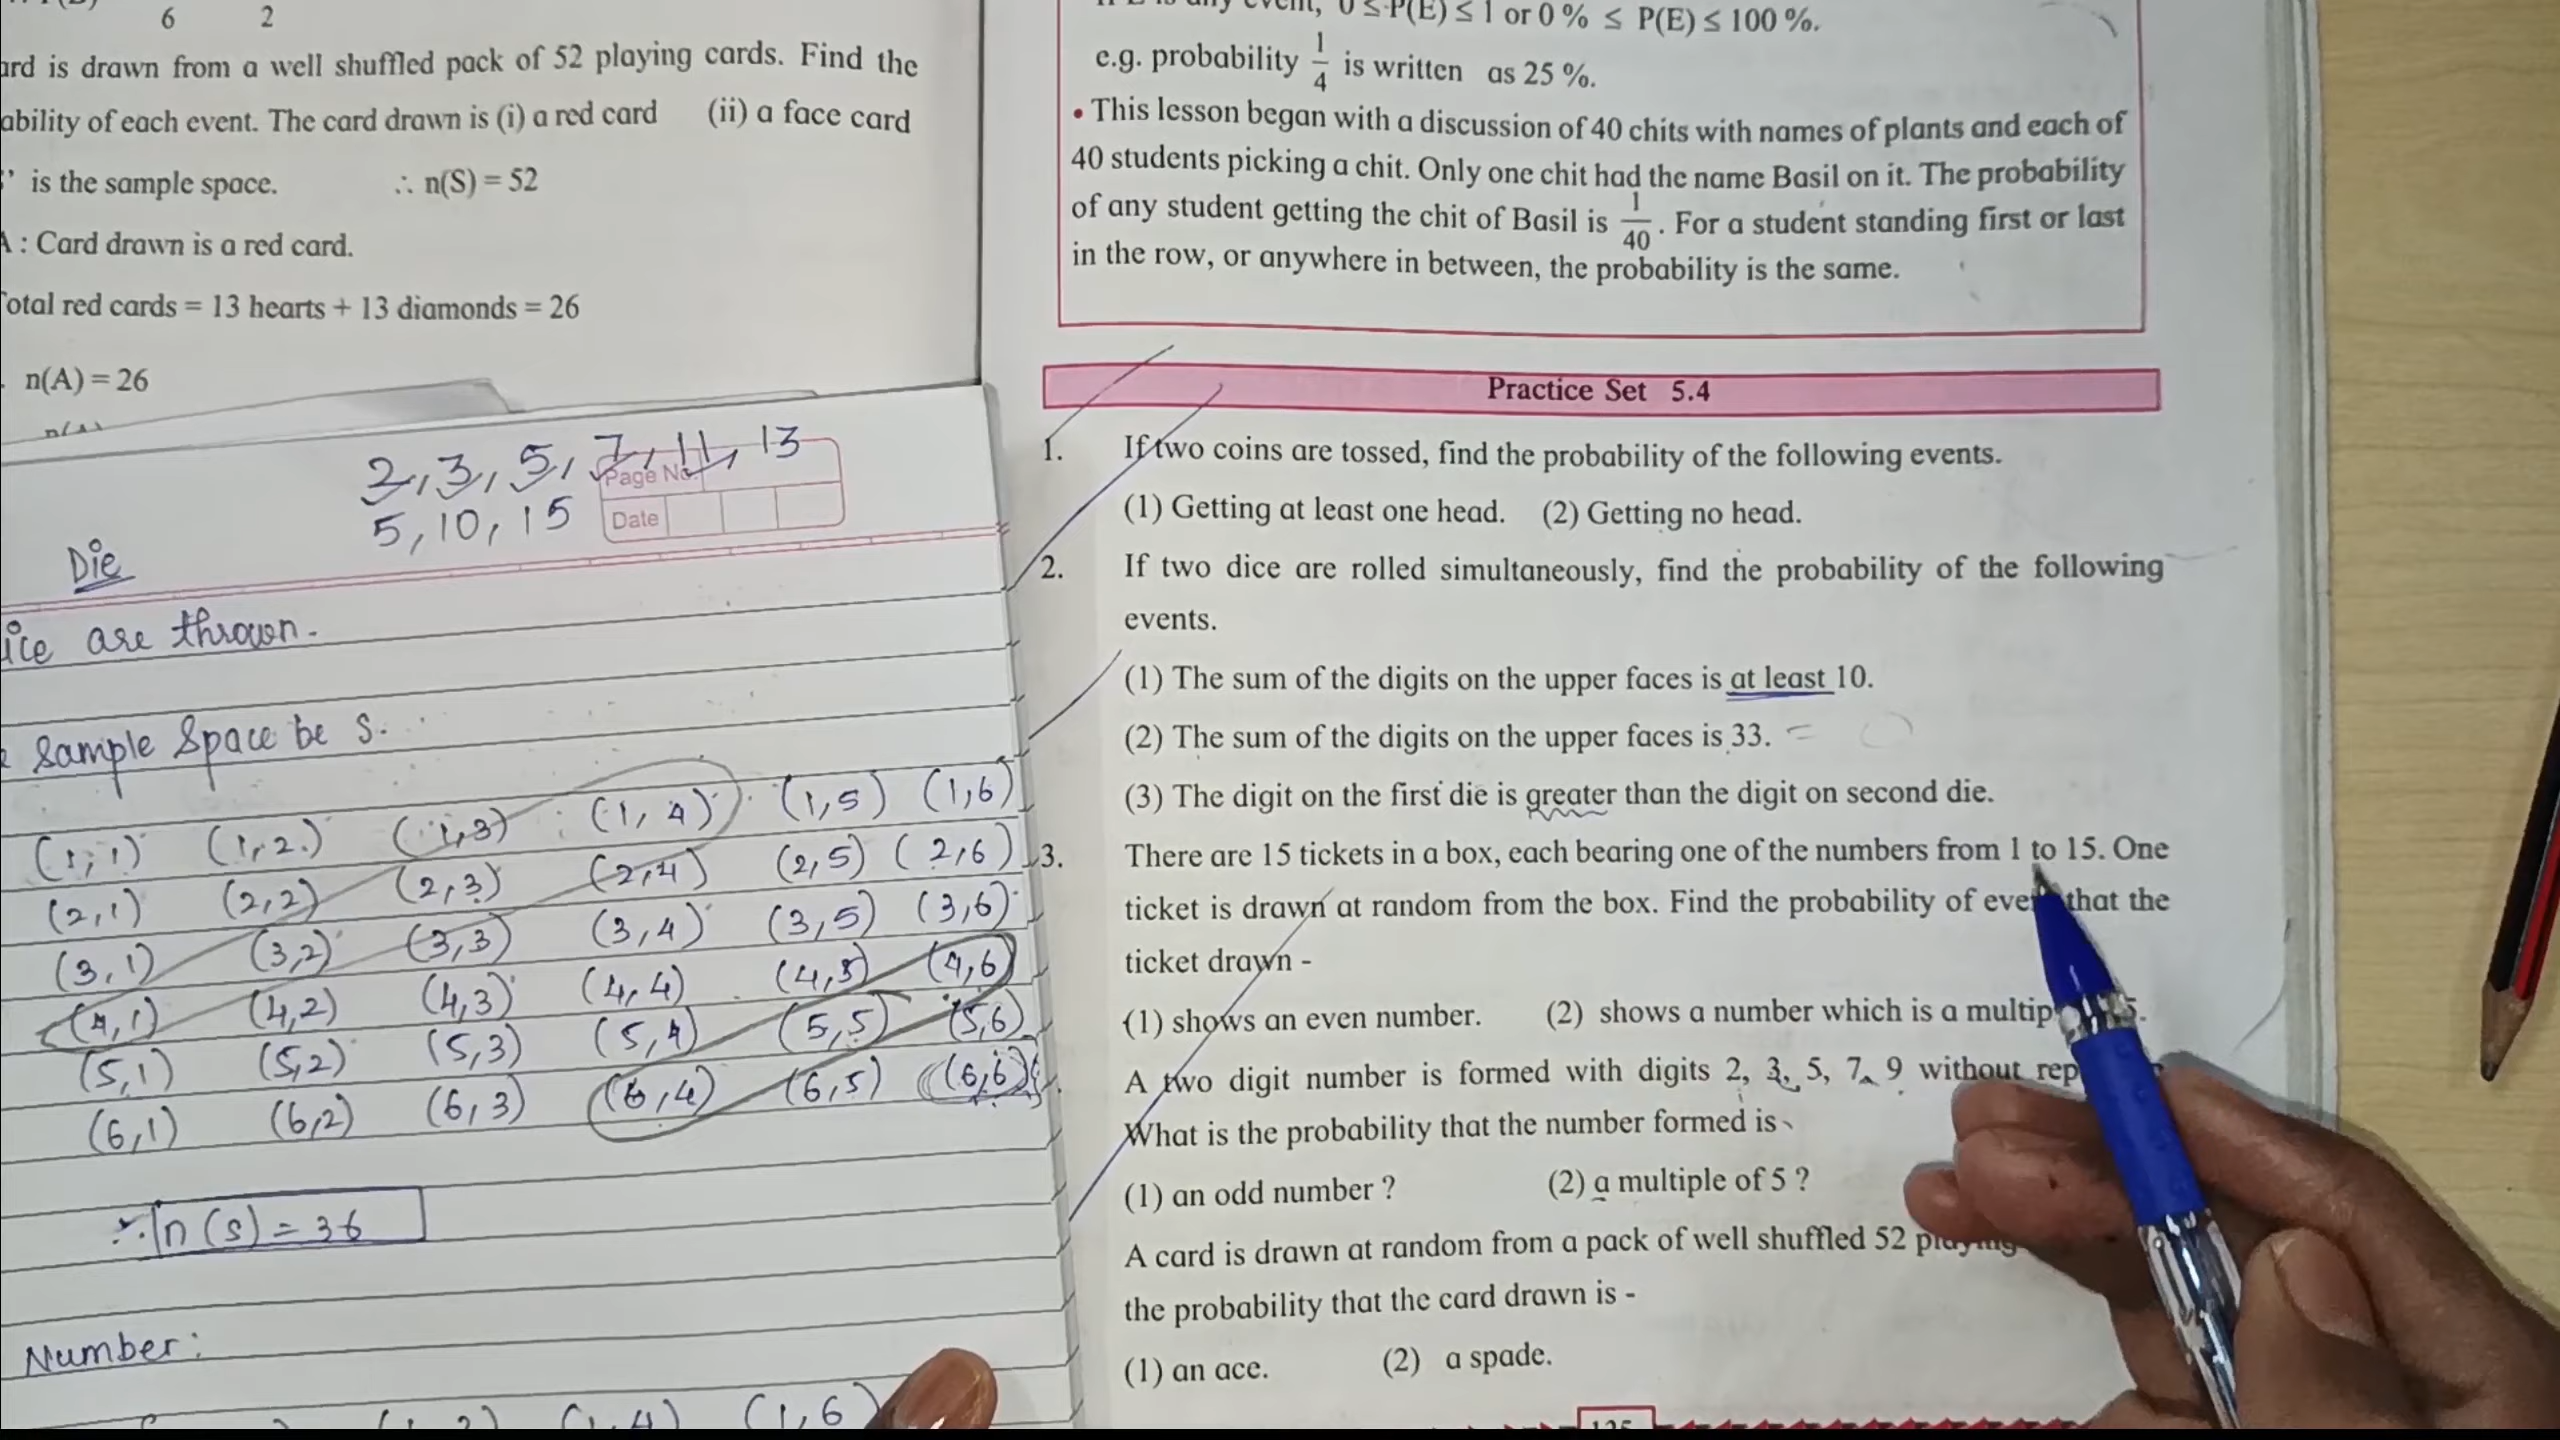 6 2
ard is drawn from a well shuffled pack of 52 playing cards. Find the
ability of each event. The card drawn is (i) a red card (ii) a face card
is the sample space. ∴ n(S) = 52
A : Card drawn is a red card.
Total red cards = 13 hearts + 13 diamonds = 26
n(A) = 26
2, 3, 5, 7, 11, 13
Page No.
5, 10, 15
Date
Die
ice are thrown.
Sample Space be S.
(1, 1) (1, 2) (1,3) (1, 4) (1,5) (1,6)
(2,1) (2,2) (2,3) (2,4) (2,5) (2,6)
(3,1) (3,2) (3,3) (3,4) (3,5) (3,6)
(4,1) (4,2) (4,3) (4,4) (4,5) (4,6)
(5,1) (5,2) (5,3) (5,4) (5,5) (5,6)
(6,1) (6,2) (6,3) (6,4) (6,5) (6,6)
∴ n(s) = 36
Number:
(1,4) (1,6)
If E is any event, 0 ≤ P(E) ≤ 1 or 0 % ≤ P(E) ≤ 100 %.
e.g. probability 1/4 is written as 25 %.
• This lesson began with a discussion of 40 chits with names of plants and each of
40 students picking a chit. Only one chit had the name Basil on it. The probability
of any student getting the chit of Basil is 1/40. For a student standing first or last
in the row, or anywhere in between, the probability is the same.
Practice Set 5.4
1. If two coins are tossed, find the probability of the following events.
(1) Getting at least one head. (2) Getting no head.
2. If two dice are rolled simultaneously, find the probability of the following
events.
(1) The sum of the digits on the upper faces is at least 10.
(2) The sum of the digits on the upper faces is 33. =
(3) The digit on the first die is greater than the digit on second die.
3. There are 15 tickets in a box, each bearing one of the numbers from 1 to 15. One
ticket is drawn at random from the box. Find the probability of event that the
ticket drawn -
(1) shows an even number. (2) shows a number which is a multip 5.
A two digit number is formed with digits 2, 3, 5, 7, 9 without rep
What is the probability that the number formed is
(1) an odd number ? (2) a multiple of 5 ?
A card is drawn at random from a pack of well shuffled 52 playing
the probability that the card drawn is -
(1) an ace. (2) a spade.